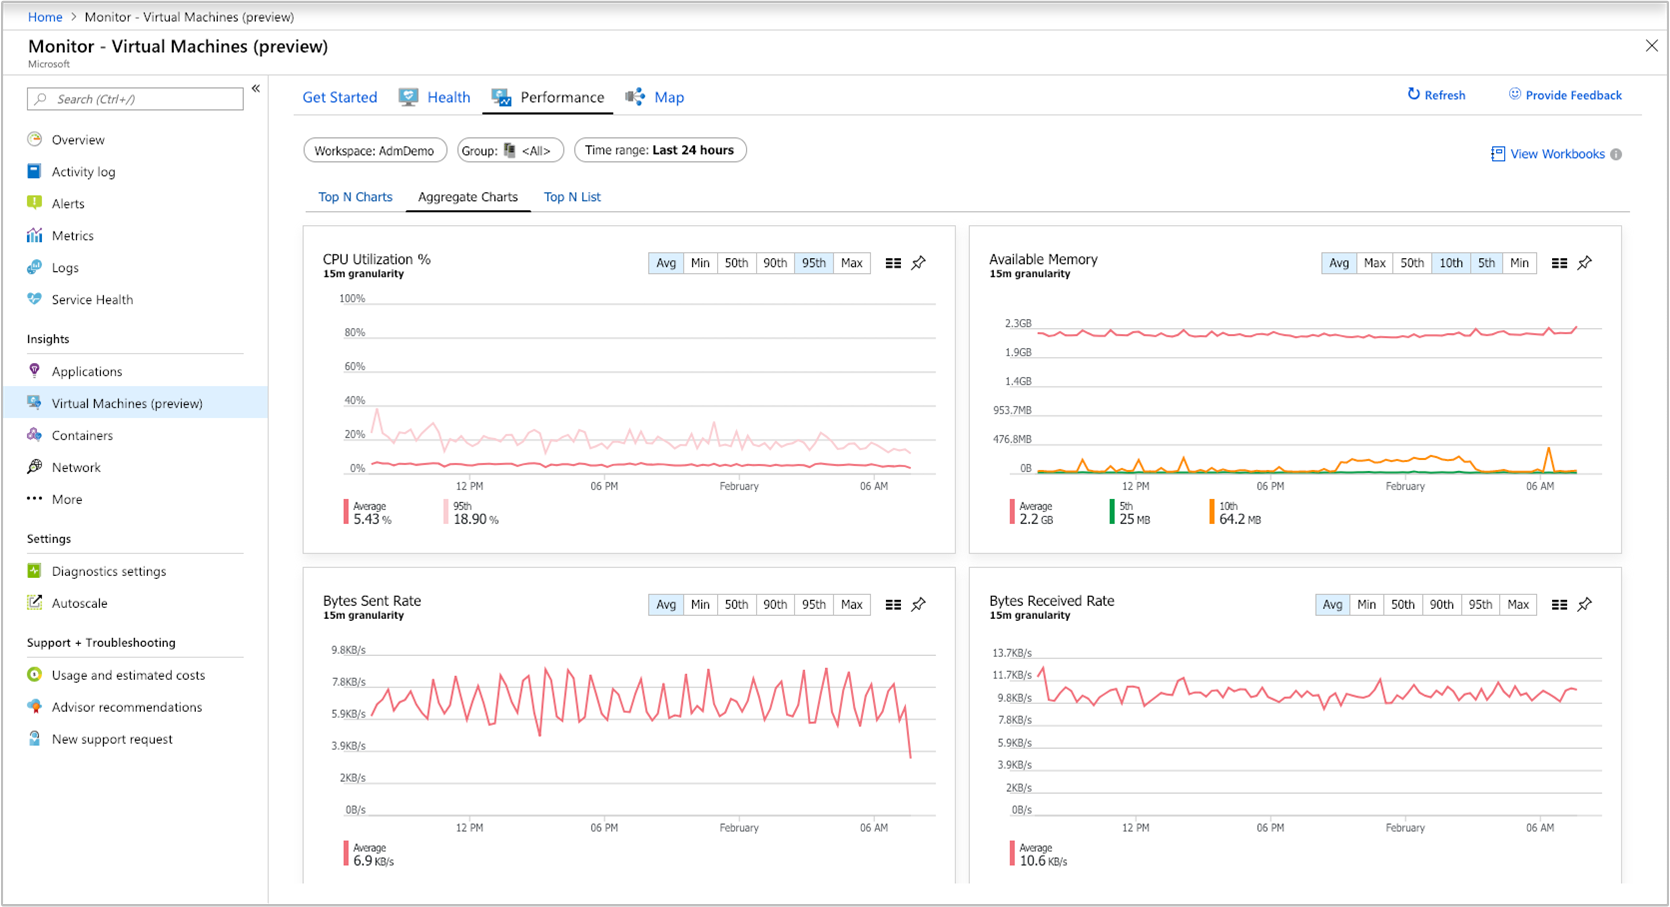 Home > Monitor - Virtual Machines (preview)
Monitor - Virtual Machines (preview)
Microsoft
Search (Ctrl+/)
«
Overview
Activity log
Alerts
Metrics
Logs
Service Health
Insights
Applications
Virtual Machines (preview)
Containers
Network
More
Settings
Diagnostics settings
Autoscale
Support + Troubleshooting
Usage and estimated costs
Advisor recommendations
New support request
Get Started Health Performance Map
Refresh Provide Feedback
Workspace: AdmDemo Group: <All> Time range: Last 24 hours
View Workbooks
Top N Charts Aggregate Charts Top N List
CPU Utilization %
15m granularity
Avg Min 50th 90th 95th Max
100%
80%
60%
40%
20%
0%
12 PM 06 PM February 06 AM
Average 95th
5.43 % 18.90 %
Available Memory
15m granularity
Avg Max 50th 10th 5th Min
2.3GB
1.9GB
1.4GB
953.7MB
476.8MB
0B
12 PM 06 PM February 06 AM
Average 5th 10th
2.2 GB 25 MB 64.2 MB
Bytes Sent Rate
15m granularity
Avg Min 50th 90th 95th Max
9.8KB/s
7.8KB/s
5.9KB/s
3.9KB/s
2KB/s
0B/s
12 PM 06 PM February 06 AM
Average
6.9 KB/s
Bytes Received Rate
15m granularity
Avg Min 50th 90th 95th Max
13.7KB/s
11.7KB/s
9.8KB/s
7.8KB/s
5.9KB/s
3.9KB/s
2KB/s
0B/s
12 PM 06 PM February 06 AM
Average
10.6 KB/s